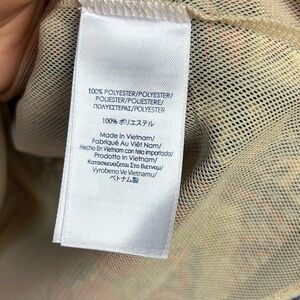 100% POLYESTER/POLYESTER/
POLIESTER/POLIESTERE/
ΠΟΛΥΕΣΤΕΡΑΣ/POLYESTER
100% ポリエステル
Made in Vietnam/
Fabriqué Au Viêt Nam/
Hecho En Vietnam con tela importada/
Prodotto in Vietnam/
Κατασκευάζεται Στο Βιετνάμ/
Vyrobeno Ve Vietnamu/
ベトナム製